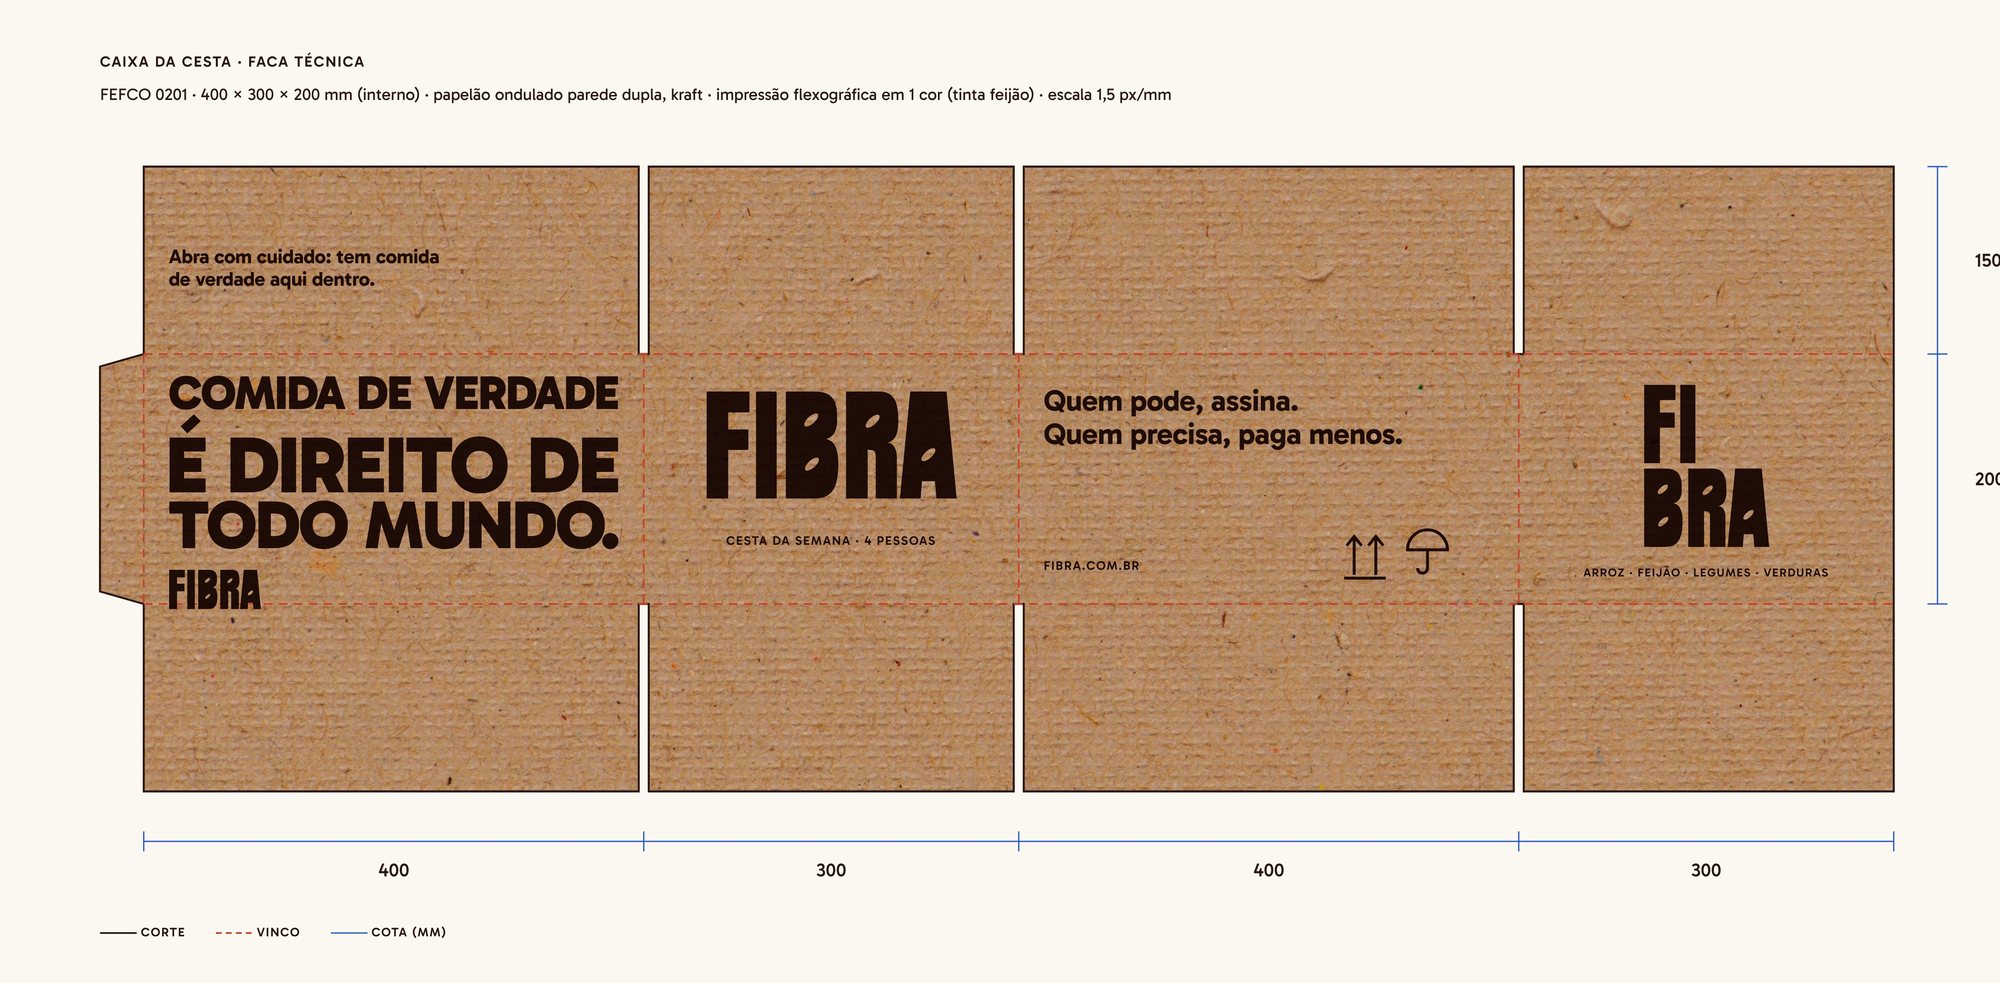 CAIXA DA CESTA · FACA TÉCNICA
FEFCO 0201 · 400 × 300 × 200 mm (interno) · papelão ondulado parede dupla, kraft · impressão flexográfica em 1 cor (tinta feijão) · escala 1,5 px/mm
Abra com cuidado: tem comida
de verdade aqui dentro.
COMIDA DE VERDADE
É DIREITO DE
TODO MUNDO.
FIBRA
FIBRA
CESTA DA SEMANA · 4 PESSOAS
Quem pode, assina.
Quem precisa, paga menos.
FIBRA.COM.BR
FI
BRA
ARROZ · FEIJÃO · LEGUMES · VERDURAS
150
200
400
300
400
300
CORTE
VINCO
COTA (MM)